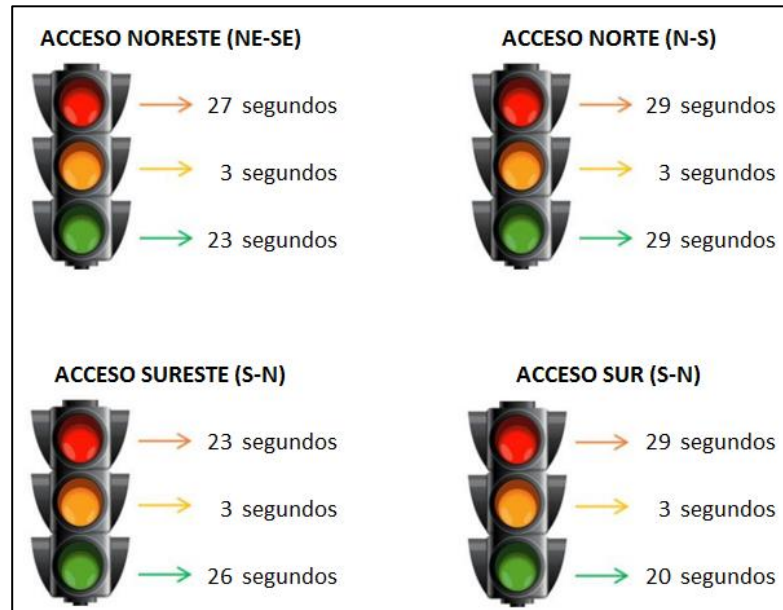 ACCESO NORESTE (NE-SE)
27 segundos
3 segundos
23 segundos
ACCESO NORTE (N-S)
29 segundos
3 segundos
29 segundos
ACCESO SURESTE (S-N)
23 segundos
3 segundos
26 segundos
ACCESO SUR (S-N)
29 segundos
3 segundos
20 segundos